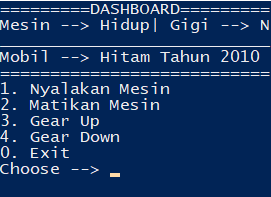 =========DASHBOARD==========
Mesin --> Hidup| Gigi --> N
___________________________
Mobil --> Hitam Tahun 2010
===========================
1. Nyalakan Mesin
2. Matikan Mesin
3. Gear Up
4. Gear Down
0. Exit
Choose --> _